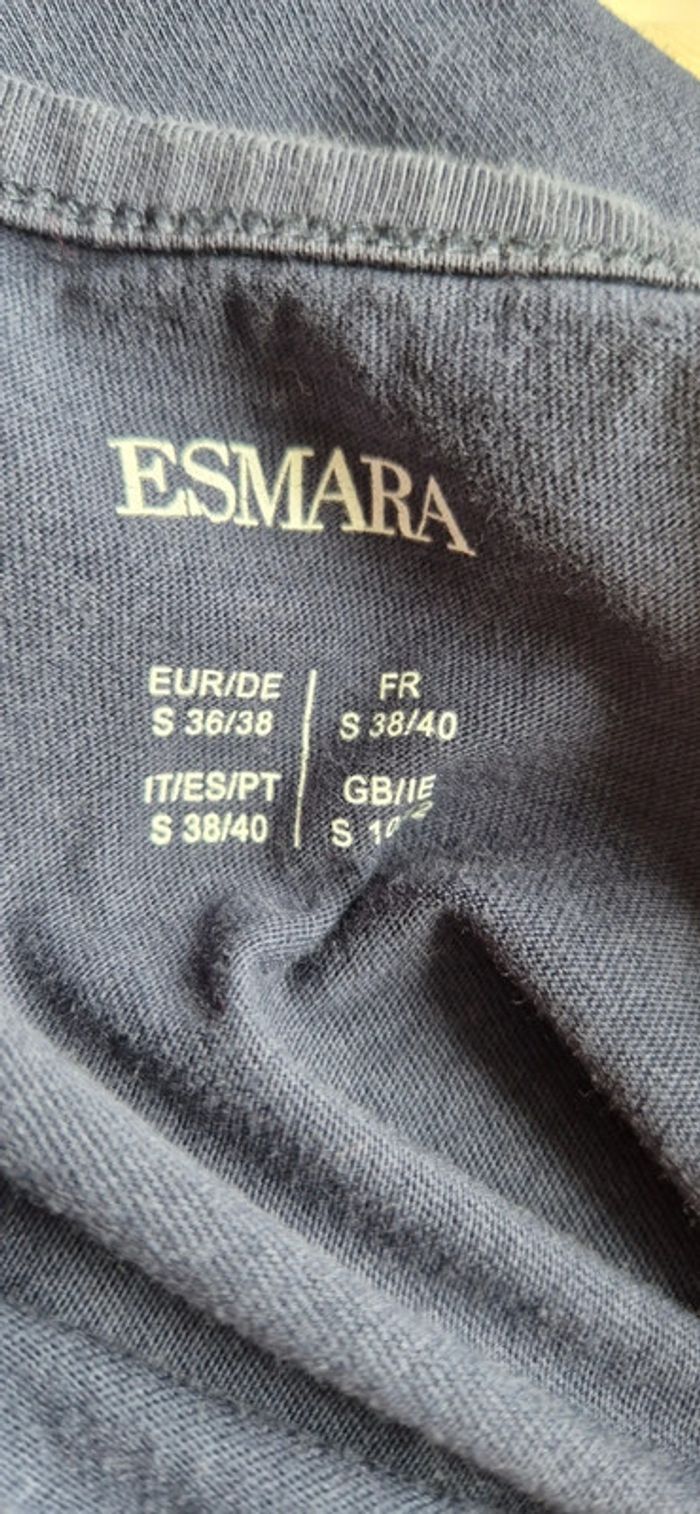 ESMARA
EUR/DE | FR
S 36/38 | S 38/40
IT/ES/PT | GB/IE
S 38/40 | S